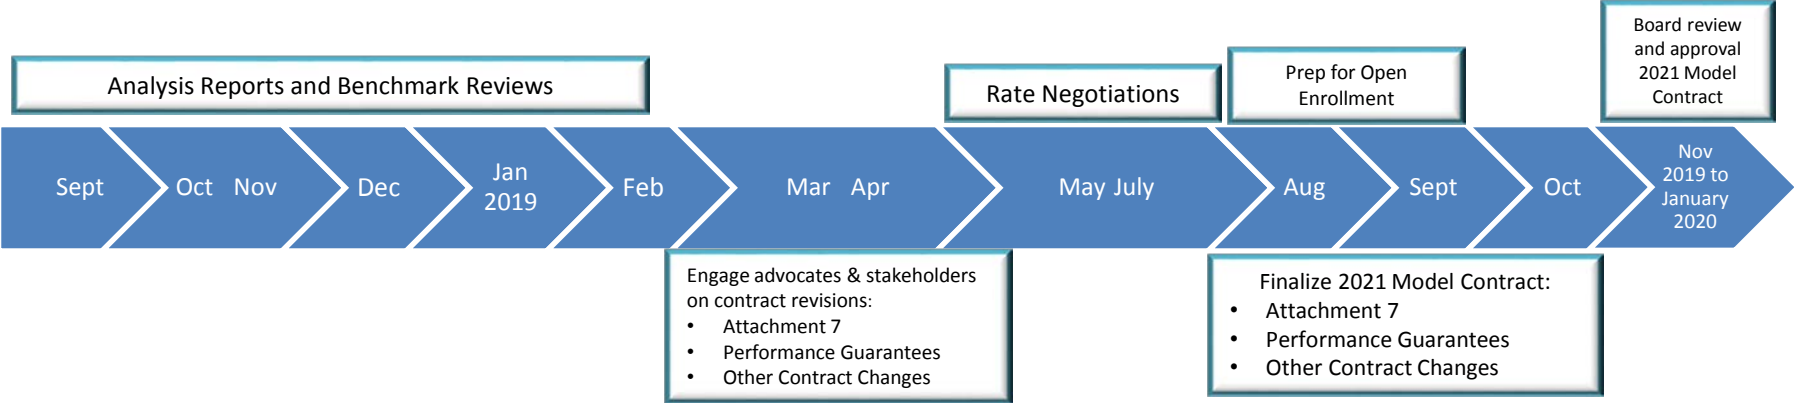 Analysis Reports and Benchmark Reviews
Rate Negotiations
Prep for Open
Enrollment
Board review
and approval
2021 Model
Contract
Sept
Oct Nov
Dec
Jan
2019
Feb
Mar Apr
May July
Aug
Sept
Oct
Nov
2019 to
January
2020
Engage advocates & stakeholders
on contract revisions:
• Attachment 7
• Performance Guarantees
• Other Contract Changes
Finalize 2021 Model Contract:
• Attachment 7
• Performance Guarantees
• Other Contract Changes